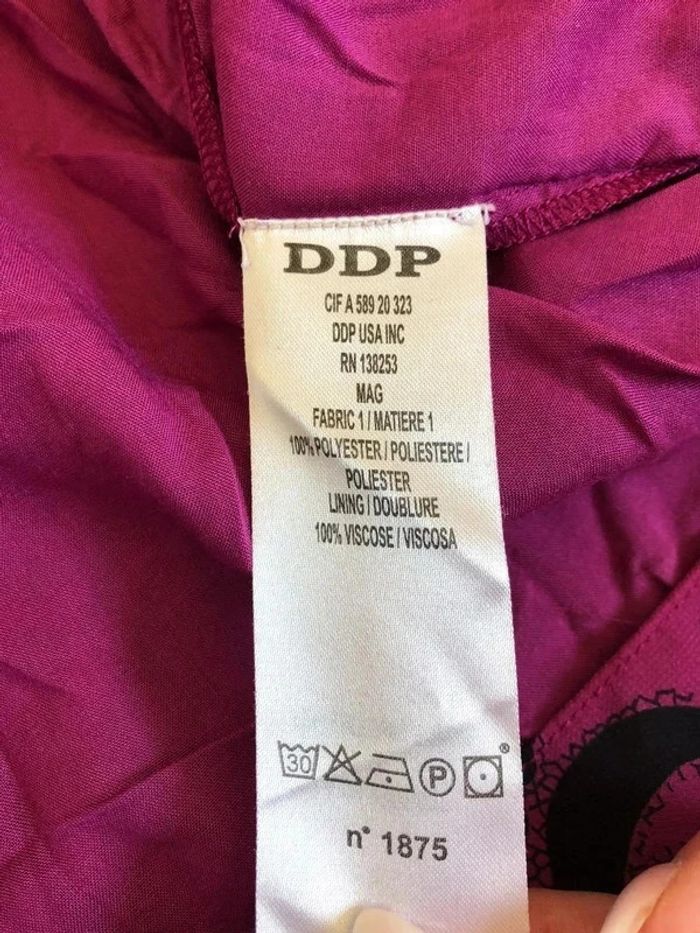 DDP
CIF A 589 20 323
DDP USA INC
RN 138253
MAG
FABRIC 1 / MATIERE 1
100% POLYESTER / POLIESTERE /
POLIESTER
LINING / DOUBLURE
100% VISCOSE / VISCOSA
30 P ®
n° 1875